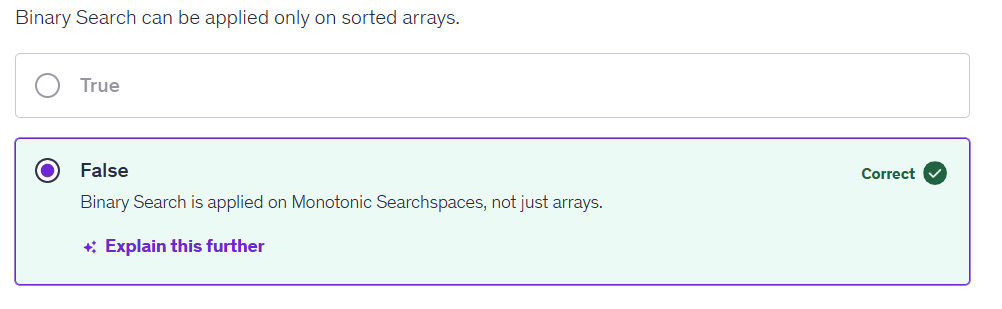 Binary Search can be applied only on sorted arrays.
True
False
Correct
Binary Search is applied on Monotonic Searchspaces, not just arrays.
Explain this further